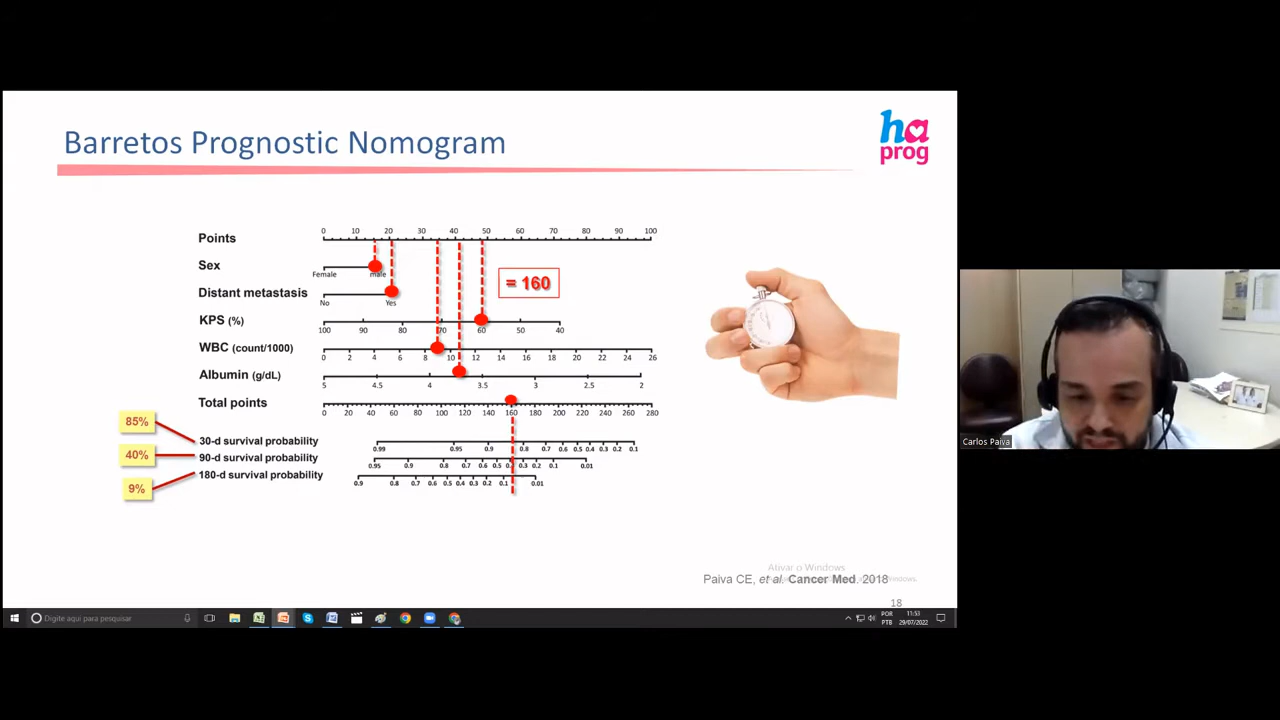 Barretos Prognostic Nomogram
ha
prog
Points
0 10 20 30 40 50 60 70 80 90 100
Sex
Female male
Distant metastasis
No Yes
= 160
KPS (%)
100 90 80 70 60 50 40
WBC (count/1000)
0 2 4 6 8 10 12 14 16 18 20 22 24 26
Albumin (g/dL)
5 4.5 4 3.5 3 2.5 2
Total points
0 20 40 60 80 100 120 140 160 180 200 220 240 260 280
85%
30-d survival probability
0.99 0.95 0.9 0.8 0.7 0.6 0.5 0.4 0.3 0.2 0.1
40%
90-d survival probability
0.95 0.9 0.8 0.7 0.6 0.5 0.4 0.3 0.2 0.1 0.01
9%
180-d survival probability
0.9 0.8 0.7 0.6 0.5 0.4 0.3 0.2 0.1 0.01
Carlos Paiva
Ativar o Windows
Paiva CE, et al. Cancer Med, 2018
Windows.
18
Digite aqui para pesquisar
POR
PTB
11:53
29/07/2022